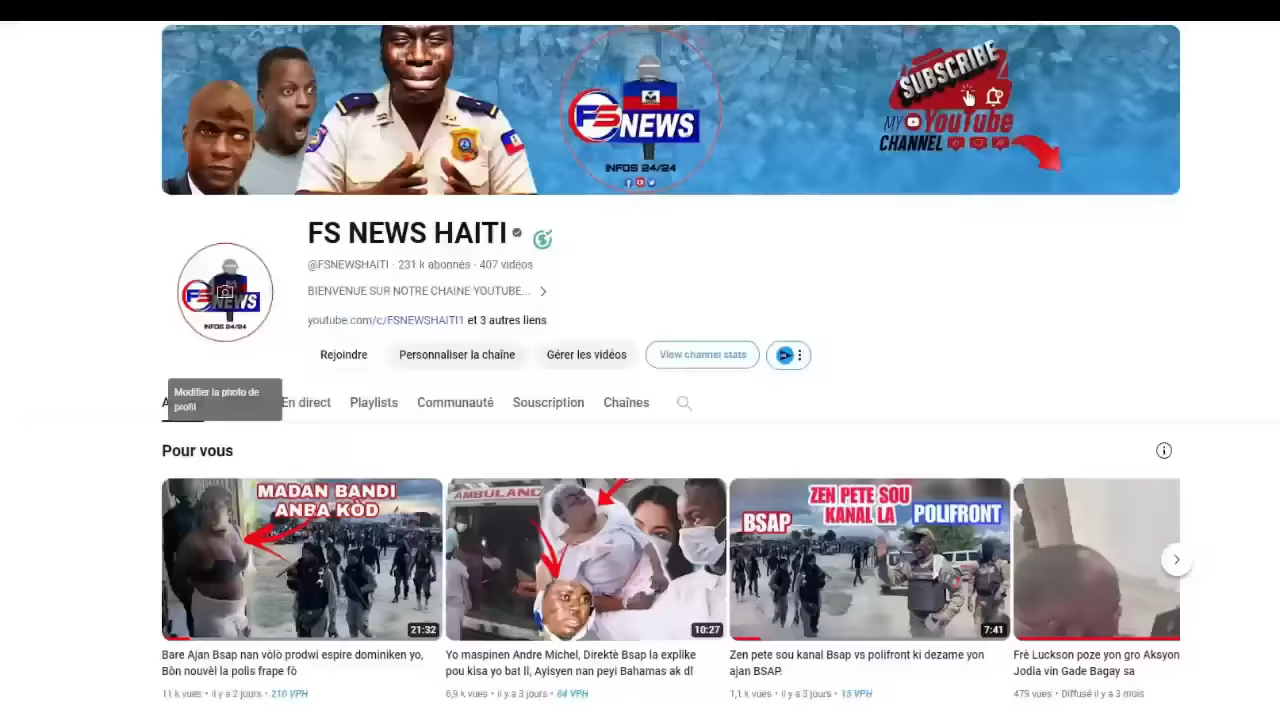 SUBSCRIBE
MY YouTube
CHANNEL
FS NEWS
INFOS 24/24
FS NEWS HAITI
@FSNEWSHAITI · 231 k abonnés · 407 vidéos
BIENVENUE SUR NOTRE CHAINE YOUTUBE...
youtube.com/c/FSNEWSHAITI1 et 3 autres liens
FS NEWS
INFOS 24/24
Rejoindre Personnaliser la chaîne Gérer les vidéos View channel stats
Modifier la photo de
profil
En direct Playlists Communauté Souscription Chaînes
Pour vous
MADAN BANDI
ANBA KÒD
21:32
AMBULANC
10:27
ZEN PETE SOU
KANAL LA
BSAP
POLIFRONT
7:41
Bare Ajan Bsap nan vòlò prodwi espire dominiken yo,
Bòn nouvèl la polis frape fò
11 k vues • il y a 2 jours • 210 VPH
Yo maspinen Andre Michel, Direktè Bsap la explike
pou kisa yo bat li, Ayisyen nan peyi Bahamas ak d!
6,9 k vues • il y a 3 jours • 84 VPH
Zen pete sou kanal Bsap vs polifront ki dezame yon
ajan BSAP.
1,1 k vues • il y a 3 jours • 15 VPH
Frè Luckson poze yon gro Aksyon
Jodia vin Gade Bagay sa
479 vues • Diffusé il y a 3 mois